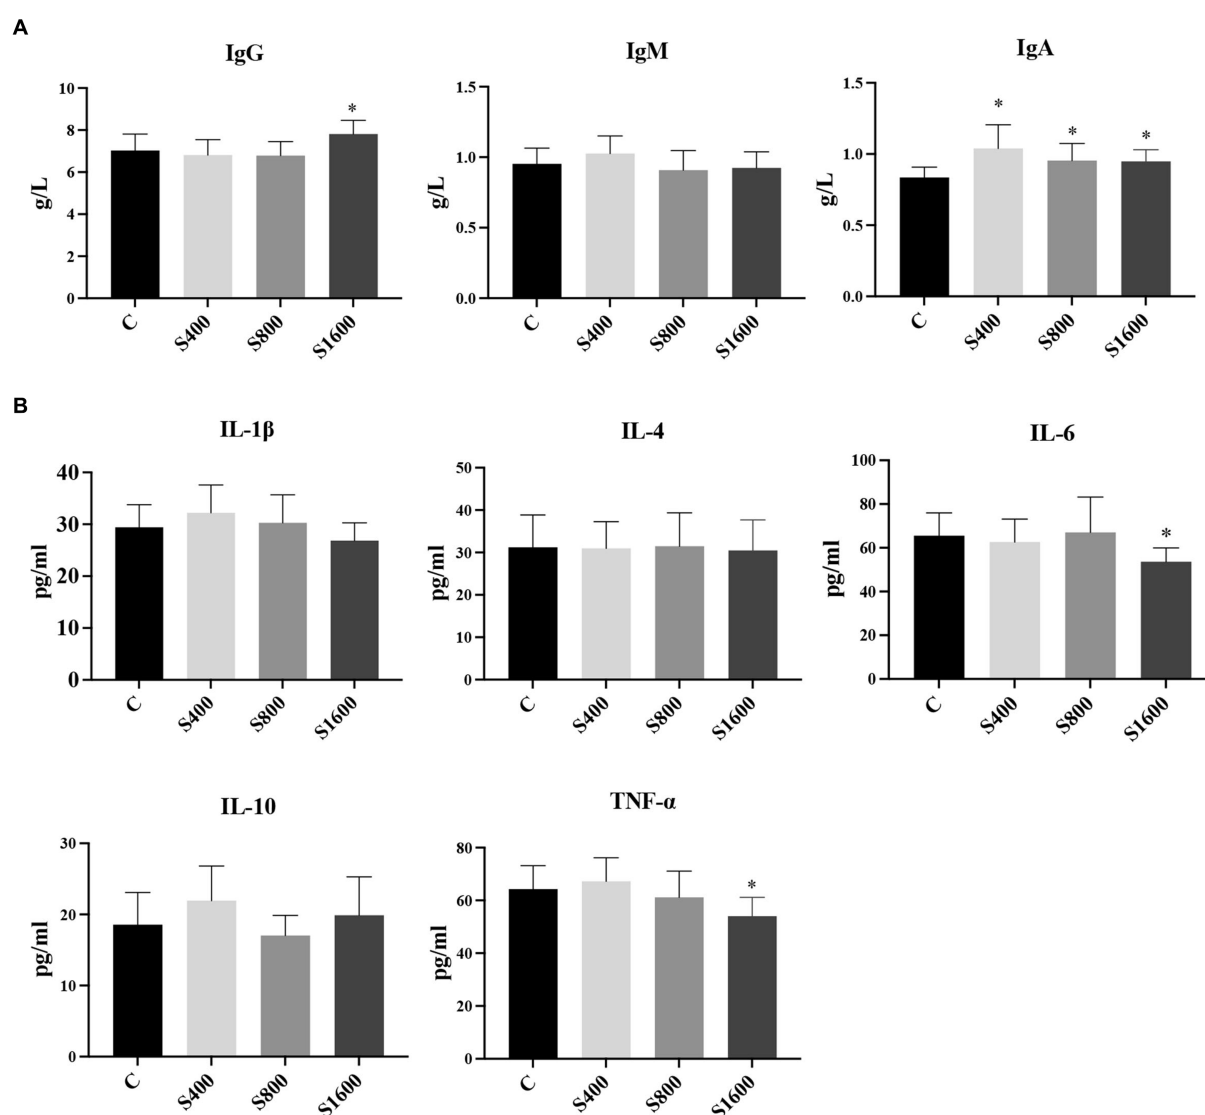 A
IgG
10
8
6
4
2
0
g/L
*
C
S400
S800
S1600
IgM
1.5
1.0
0.5
0.0
g/L
C
S400
S800
S1600
IgA
1.5
1.0
0.5
0.0
g/L
*
*
*
C
S400
S800
S1600
B
IL-1β
40
30
20
10
0
pg/ml
C
S400
S800
S1600
IL-4
50
40
30
20
10
0
pg/ml
C
S400
S800
S1600
IL-6
100
80
60
40
20
0
pg/ml
*
C
S400
S800
S1600
IL-10
30
20
10
0
pg/ml
C
S400
S800
S1600
TNF-α
80
60
40
20
0
pg/ml
*
C
S400
S800
S1600